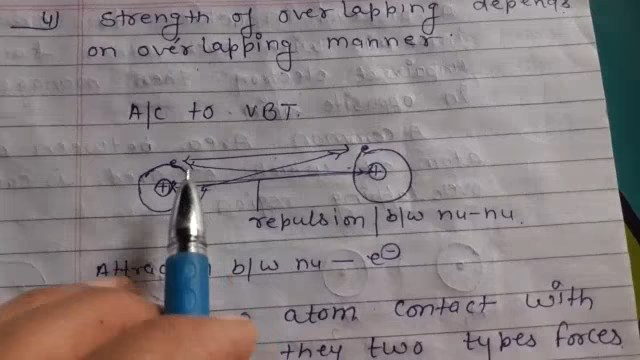 4) Strength of overlapping depends
on overlapping manner.
A/c to VBT.
e e
+ +
repulsion / b/w nu-nu.
b/w nu - e⊖
atom contact with
they two types forces